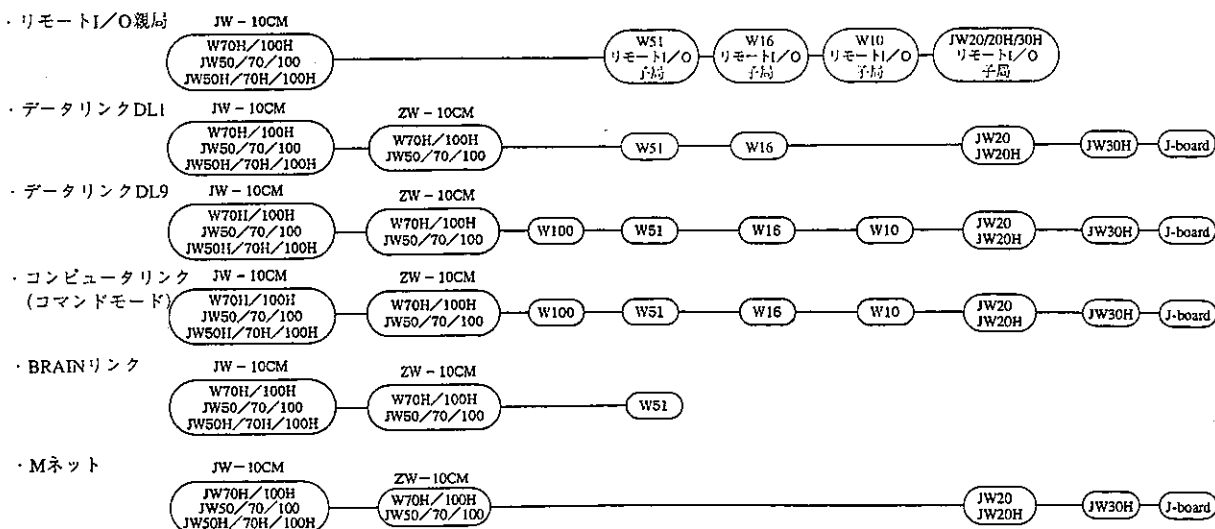 ・リモートI／O親局
JW－10CM
W70H／100H
JW50／70／100
JW50H／70H／100H
W51
リモートI／O
子局
W16
リモートI／O
子局
W10
リモートI／O
子局
JW20/20H/30H
リモートI／O
子局
・データリンクDL1
JW－10CM
W70H／100H
JW50／70／100
JW50H／70H／100H
ZW－10CM
W70H／100H
JW50／70／100
W51
W16
JW20
JW20H
JW30H
J-board
・データリンクDL9
JW－10CM
W70H／100H
JW50／70／100
JW50H／70H／100H
ZW－10CM
W70H／100H
JW50／70／100
W100
W51
W16
W10
JW20
JW20H
JW30H
J-board
・コンピュータリンク
(コマンドモード)
JW－10CM
W70H／100H
JW50／70／100
JW50H／70H／100H
ZW－10CM
W70H／100H
JW50／70／100
W100
W51
W16
W10
JW20
JW20H
JW30H
J-board
・BRAINリンク
JW－10CM
W70H／100H
JW50／70／100
JW50H／70H／100H
ZW－10CM
W70H／100H
JW50／70／100
W51
・Mネット
JW－10CM
JW70H／100H
JW50／70／100
JW50H／70H／100H
ZW－10CM
W70H／100H
JW50／70／100
JW20
JW20H
JW30H
J-board